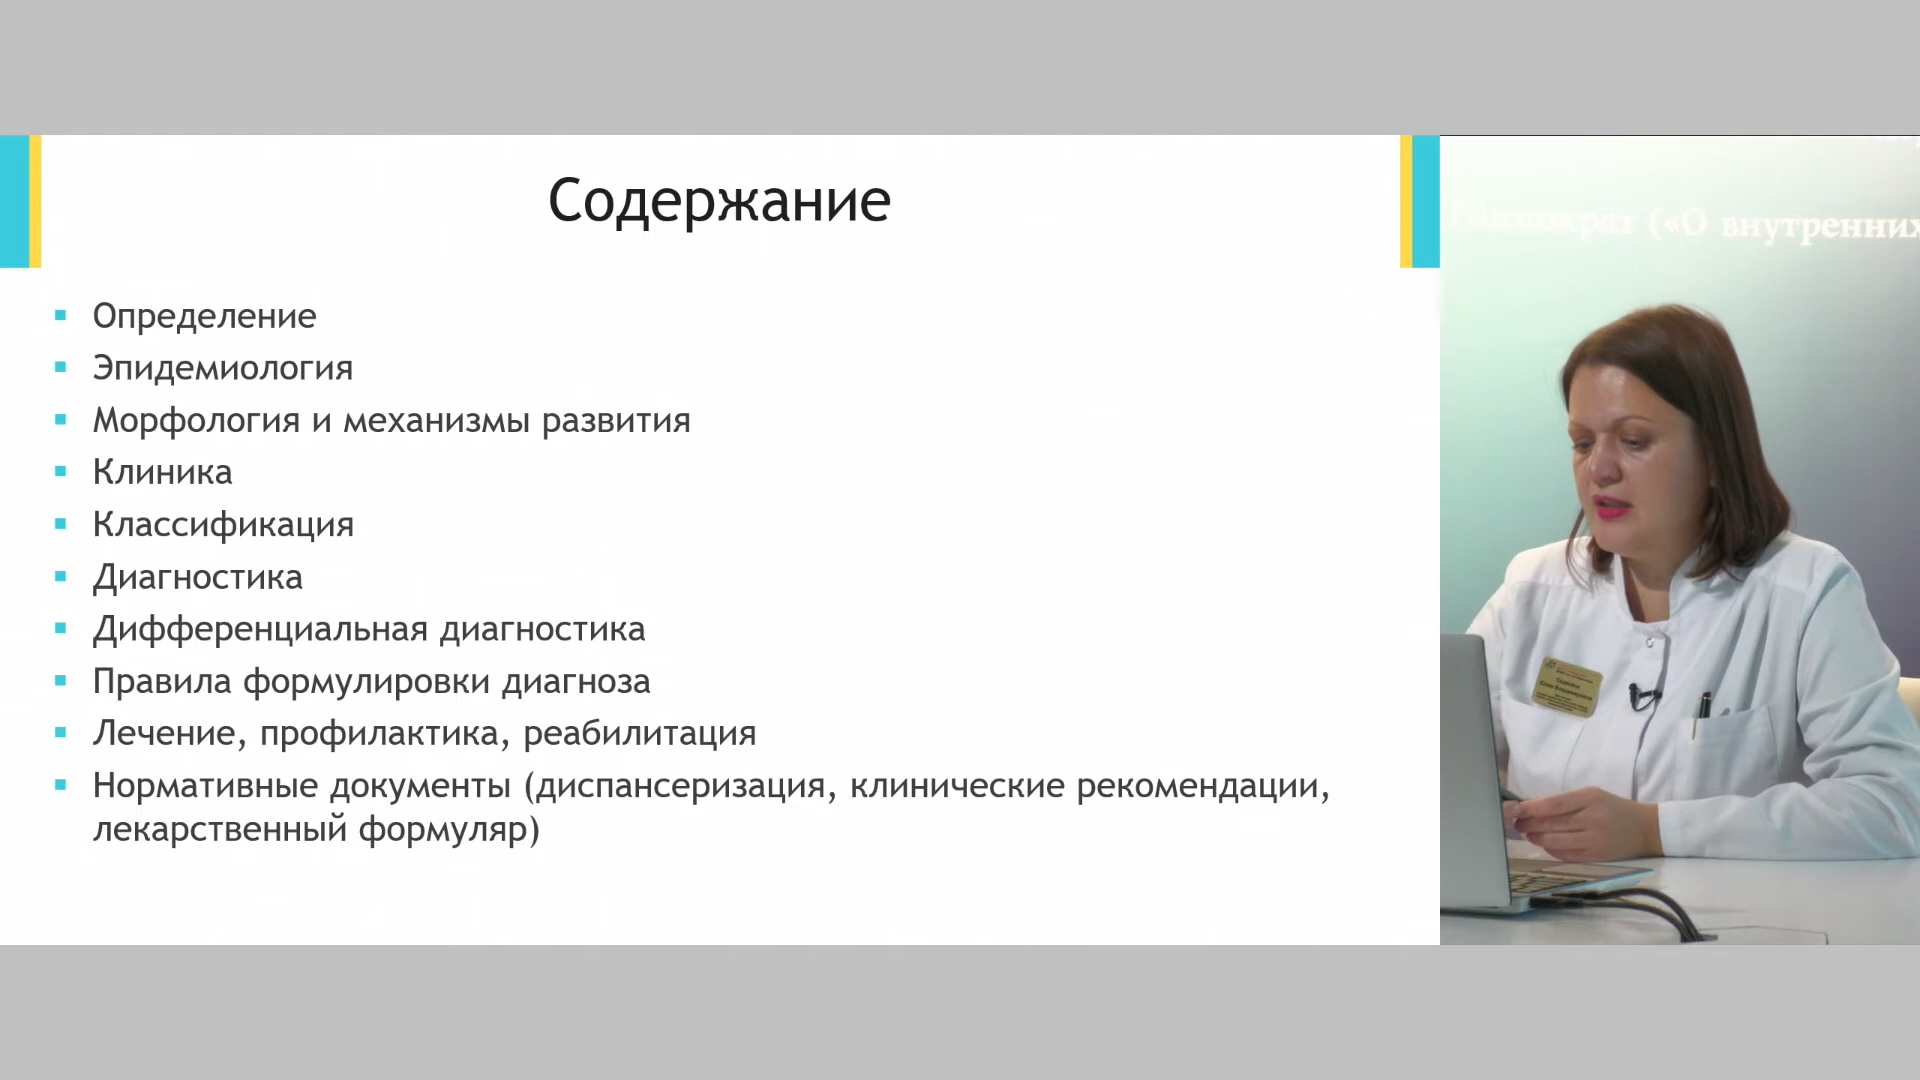 Содержание
Определение
Эпидемиология
Морфология и механизмы развития
Клиника
Классификация
Диагностика
Дифференциальная диагностика
Правила формулировки диагноза
Лечение, профилактика, реабилитация
Нормативные документы (диспансеризация, клинические рекомендации,
лекарственный формуляр)
(«О внутренних